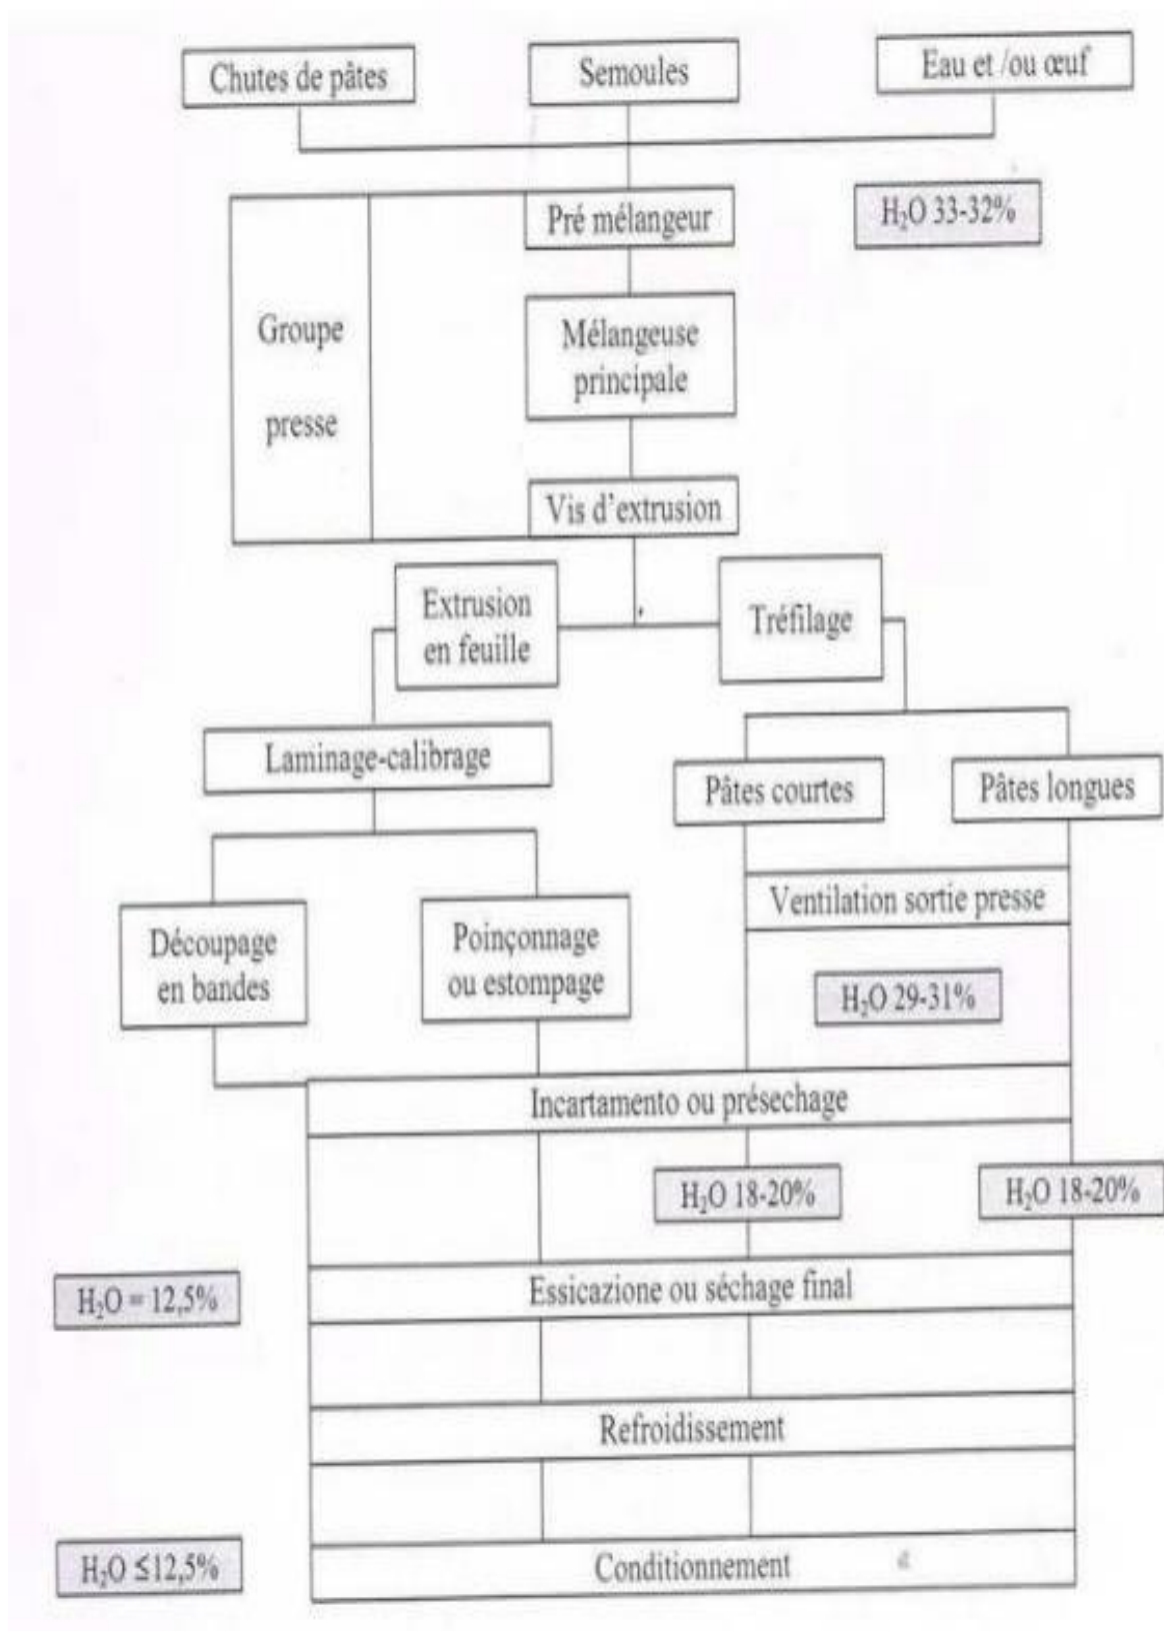 Chutes de pâtes
Semoules
Eau et /ou œuf
Pré mélangeur
H₂O 33-32%
Groupe
presse
Mélangeuse
principale
Vis d'extrusion
Extrusion
en feuille
Tréfilage
Laminage-calibrage
Pâtes courtes
Pâtes longues
Ventilation sortie presse
Découpage
en bandes
Poinçonnage
ou estompage
H₂O 29-31%
Incartamento ou présechage
H₂O 18-20%
H₂O 18-20%
Essicazione ou séchage final
H₂O = 12,5%
Refroidissement
Conditionnement
H₂O ≤12,5%